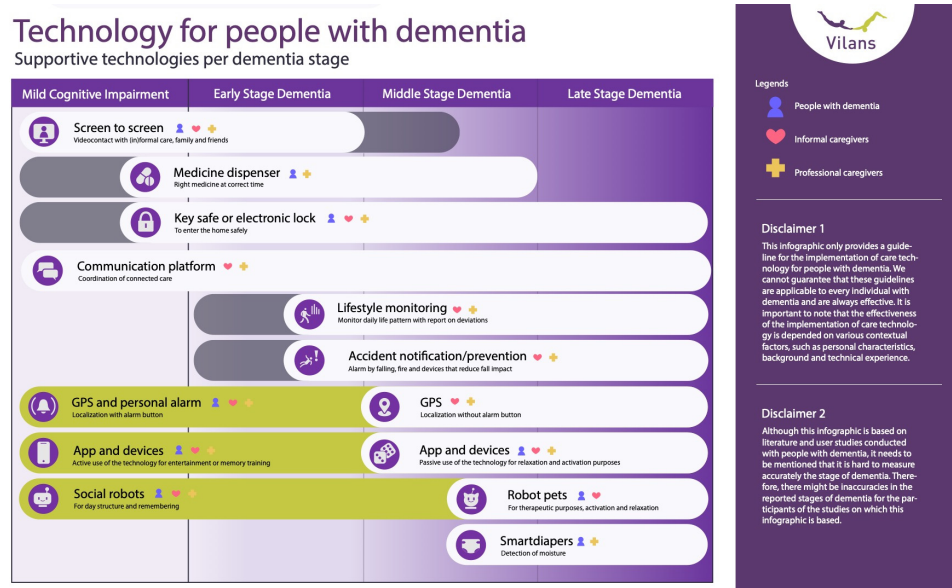 Technology for people with dementia
Supportive technologies per dementia stage
Mild Cognitive Impairment
Early Stage Dementia
Middle Stage Dementia
Late Stage Dementia
Screen to screen
Videocontact with (in)formal care, family and friends
Medicine dispenser
Right medicine at correct time
Key safe or electronic lock
To enter the home safely
Communication platform
Coordination of connected care
Lifestyle monitoring
Monitor daily life pattern with report on deviations
Accident notification/prevention
Alarm by falling, fire and devices that reduce fall impact
GPS and personal alarm
Localization with alarm button
GPS
Localization without alarm button
App and devices
Active use of the technology for entertainment or memory training
App and devices
Passive use of the technology for relaxation and activation purposes
Social robots
For day structure and remembering
Robot pets
For therapeutic purposes, activation and relaxation
Smartdiapers
Detection of moisture
Vilans
Legends
People with dementia
Informal caregivers
Professional caregivers
Disclaimer 1
This infographic only provides a guide-
line for the implementation of care tech-
nology for people with dementia. We
cannot guarantee that these guidelines
are applicable to every individual with
dementia and are always effective. It is
important to note that the effectiveness
of the implementation of care technolo-
gy is depended on various contextual
factors, such as personal characteristics,
background and technical experience.
Disclaimer 2
Although this infographic is based on
literature and user studies conducted
with people with dementia, it needs to
be mentioned that it is hard to measure
accurately the stage of dementia. There-
fore, there might be inaccuracies in the
reported stages of dementia for the par-
ticipants of the studies on which this
infographic is based.